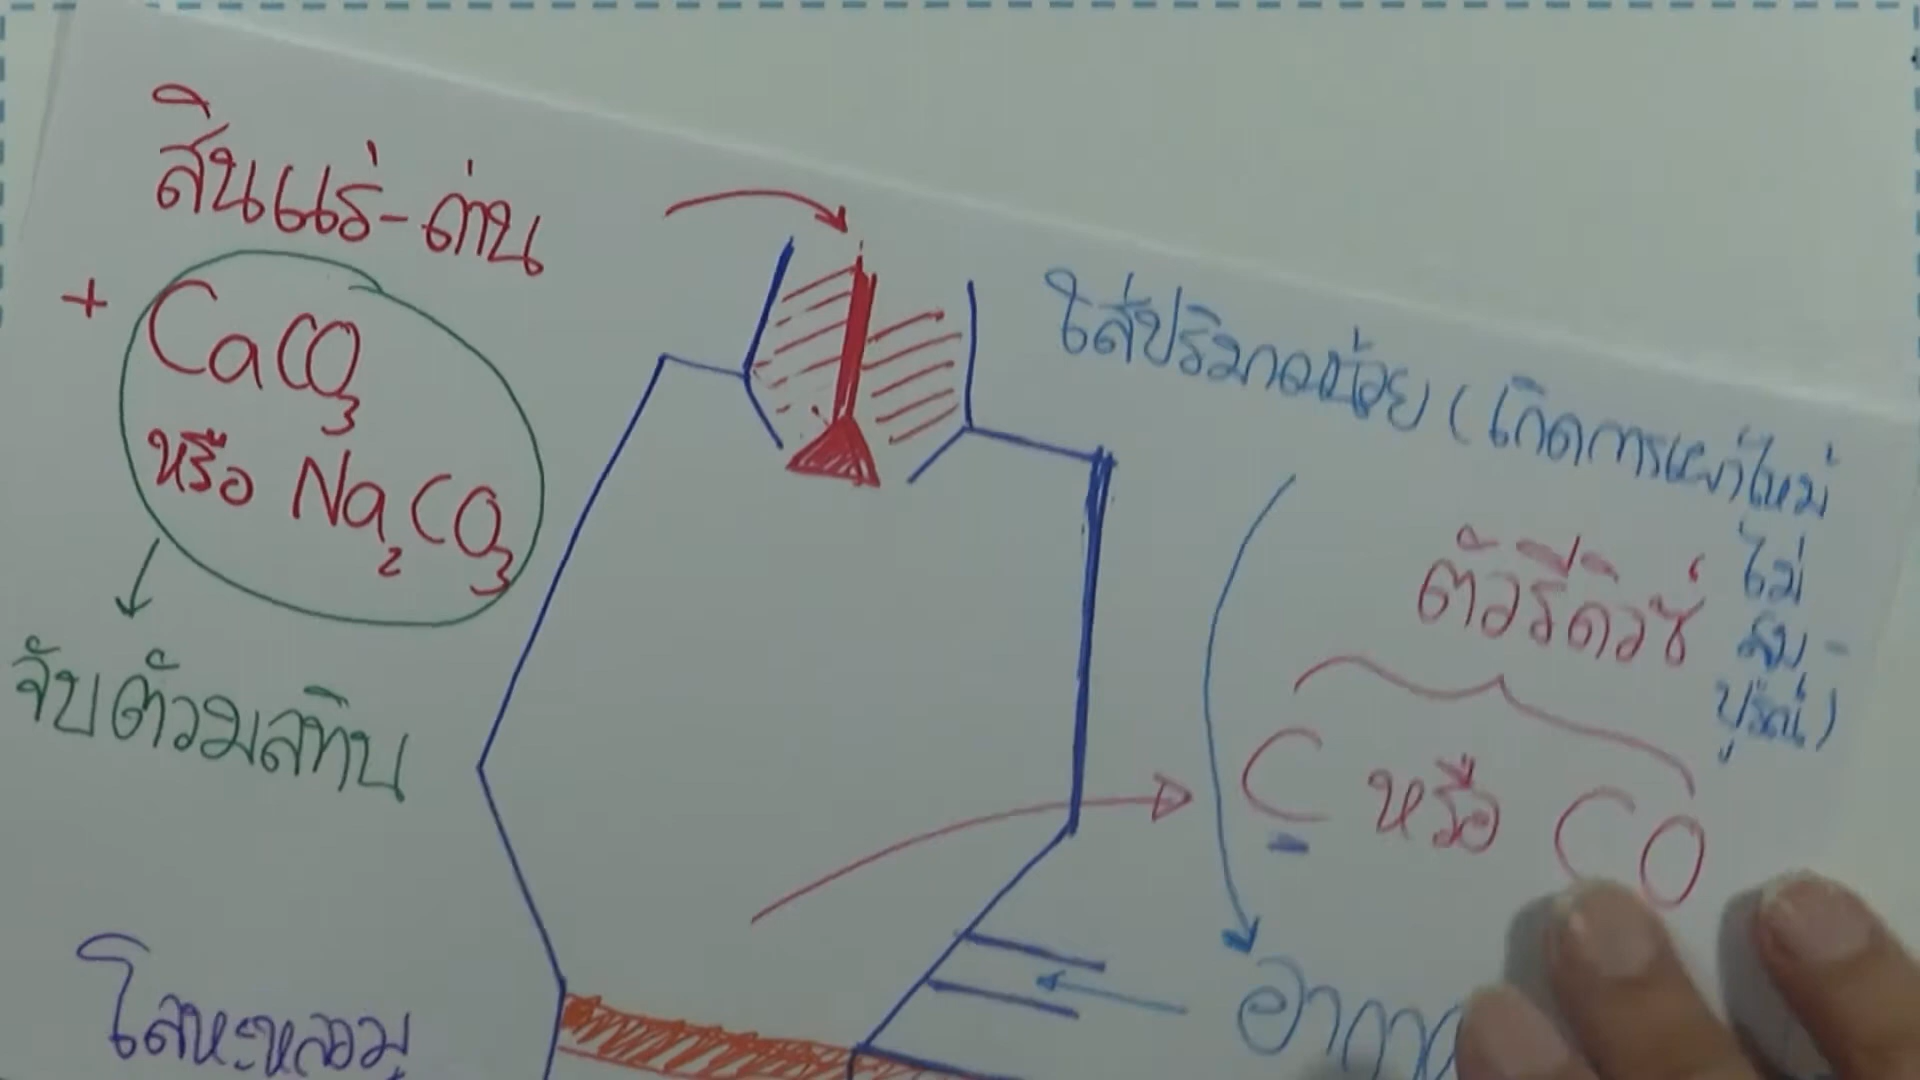 สินแร่-ถ่าน
+ CaCO₃
หรือ Na₂CO₃
จับตัวมลทิน
โลหะหลอม
ใส่ปริมาณน้อย (เกิดการเผาไหม้
ไม่
สม-
บูรณ์)
ตัวรีดิวซ์
C หรือ CO
อากาศ